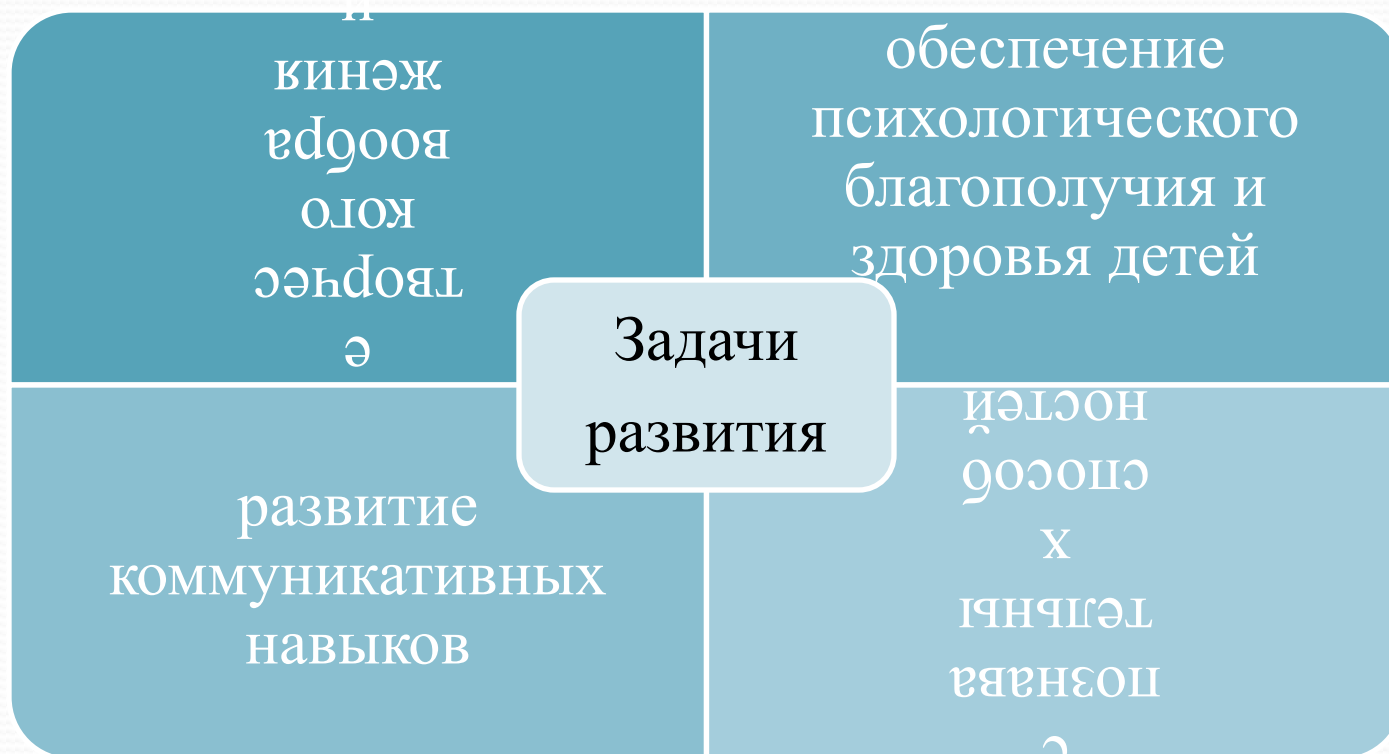 е
творчес
кого
вообра
жения
обеспечение
психологического
благополучия и
здоровья детей
Задачи
развития
развитие
коммуникативных
навыков
познава
тельны
х
способ
ностей